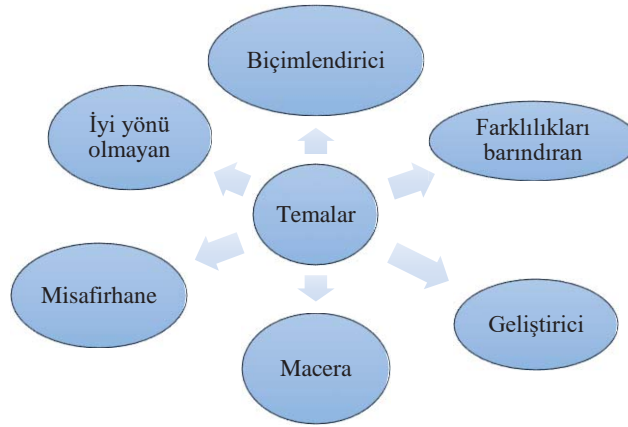 Biçimlendirici
İyi yönü
olmayan
Farklılıkları
barındıran
Temalar
Misafirhane
Geliştirici
Macera